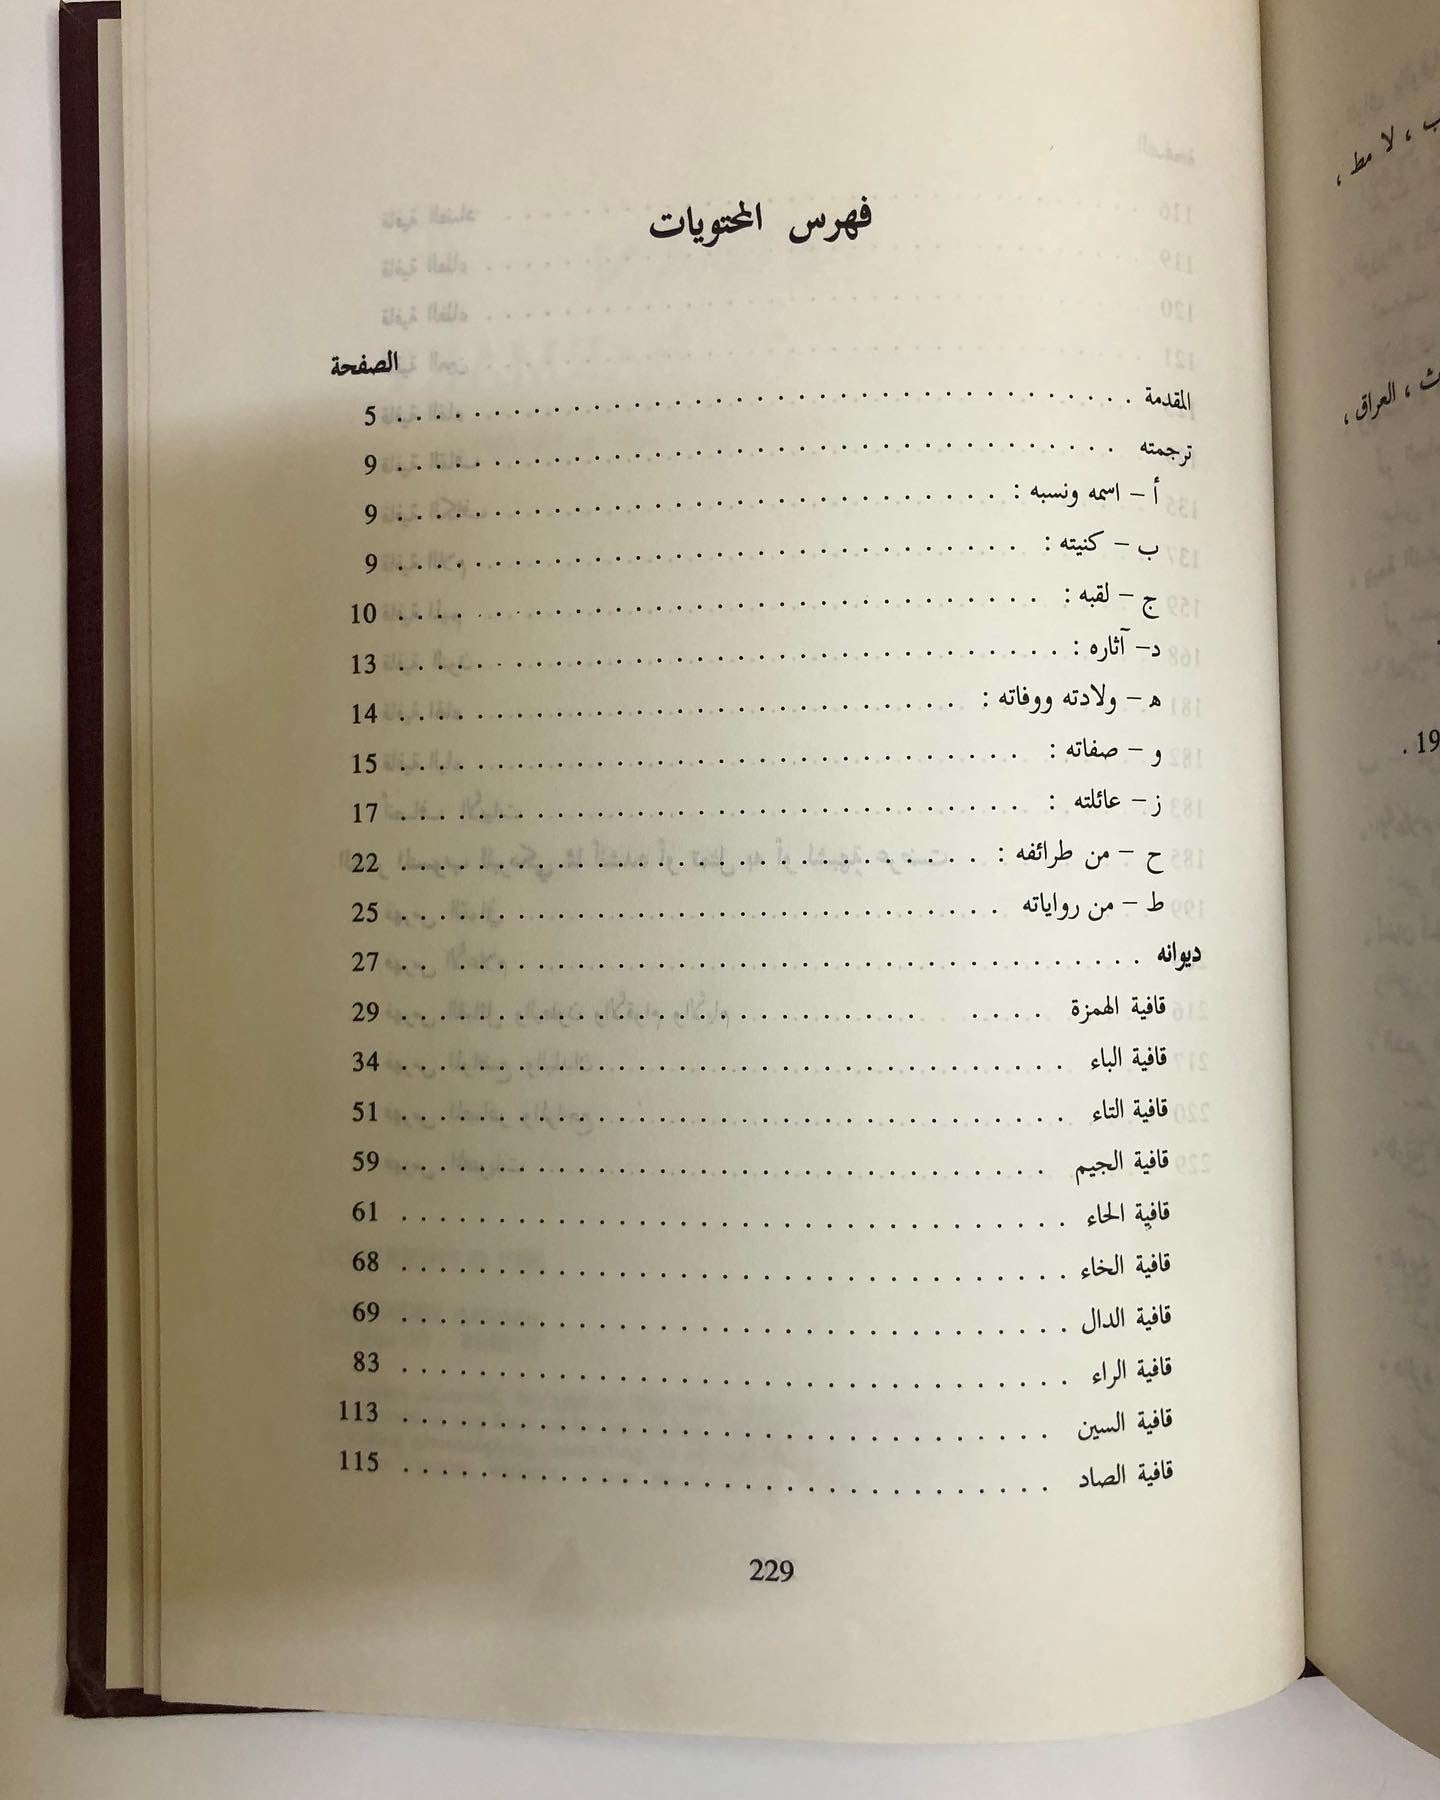 فهرس المحتويات
الصفحة
المقدمة . . . . . . . . . . . . . . . . . . . . 5
ترجمته . . . . . . . . . . . . . . . . . . . . 9
أ – اسمه ونسبه : . . . . . . . . . . . . . . . . . . . . 9
ب – كنيته : . . . . . . . . . . . . . . . . . . . . 9
ج – لقبه : . . . . . . . . . . . . . . . . . . . . 10
د – آثاره : . . . . . . . . . . . . . . . . . . . . 13
ه – ولادته ووفاته : . . . . . . . . . . . . . . . . . . . . 14
و – صفاته : . . . . . . . . . . . . . . . . . . . . 15
ز – عائلته : . . . . . . . . . . . . . . . . . . . . 17
ح – من طرائفه : . . . . . . . . . . . . . . . . . . . . 22
ط – من رواياته . . . . . . . . . . . . . . . . . . . . 25
ديوانه . . . . . . . . . . . . . . . . . . . . 27
قافية الهمزة . . . . . . . . . . . . . . . . . . . . 29
قافية الباء . . . . . . . . . . . . . . . . . . . . 34
قافية التاء . . . . . . . . . . . . . . . . . . . . 51
قافية الجيم . . . . . . . . . . . . . . . . . . . . 59
قافية الحاء . . . . . . . . . . . . . . . . . . . . 61
قافية الخاء . . . . . . . . . . . . . . . . . . . . 68
قافية الدال . . . . . . . . . . . . . . . . . . . . 69
قافية الراء . . . . . . . . . . . . . . . . . . . . 83
قافية السين . . . . . . . . . . . . . . . . . . . . 113
قافية الصاد . . . . . . . . . . . . . . . . . . . . 115
229
، لا مط ،
، العراق ،